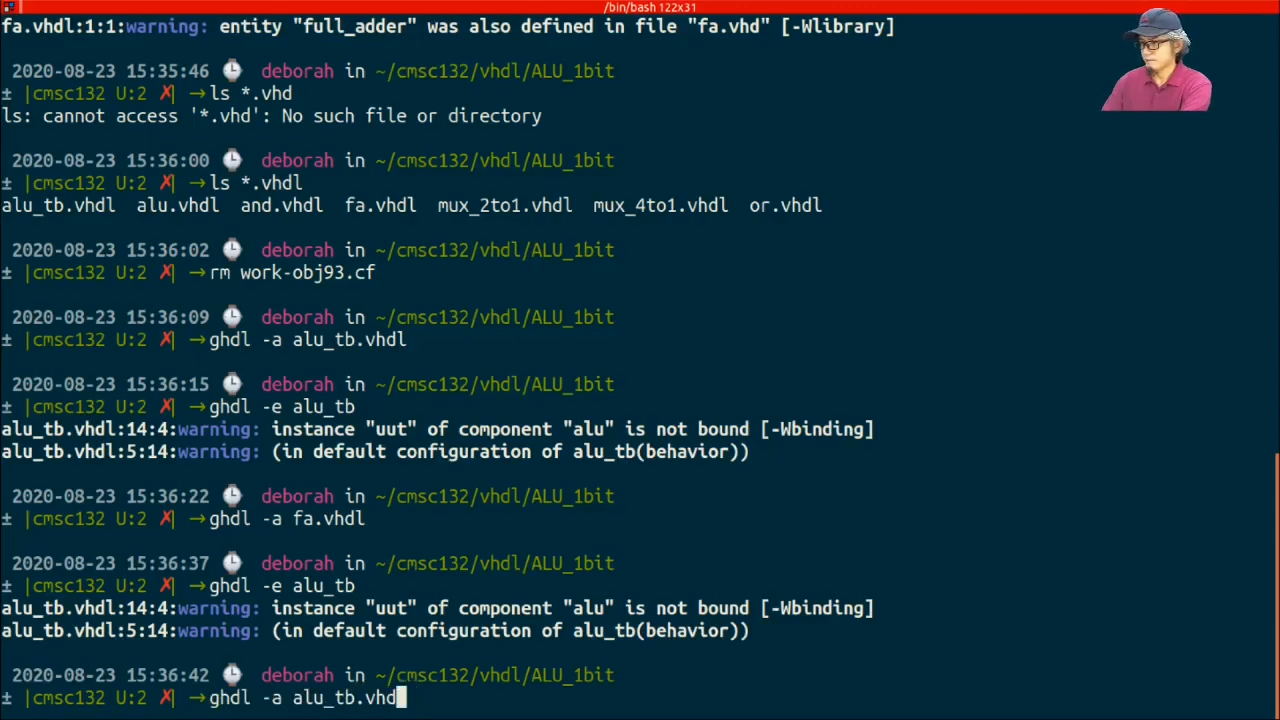 /bin/bash 122x31
fa.vhdl:1:1:warning: entity "full_adder" was also defined in file "fa.vhd" [-Wlibrary]
2020-08-23 15:35:46 ⌚ deborah in ~/cmsc132/vhdl/ALU_1bit
± |cmsc132 U:2 ✗| →ls *.vhd
ls: cannot access '*.vhd': No such file or directory
2020-08-23 15:36:00 ⌚ deborah in ~/cmsc132/vhdl/ALU_1bit
± |cmsc132 U:2 ✗| →ls *.vhdl
alu_tb.vhdl alu.vhdl and.vhdl fa.vhdl mux_2to1.vhdl mux_4to1.vhdl or.vhdl
2020-08-23 15:36:02 ⌚ deborah in ~/cmsc132/vhdl/ALU_1bit
± |cmsc132 U:2 ✗| →rm work-obj93.cf
2020-08-23 15:36:09 ⌚ deborah in ~/cmsc132/vhdl/ALU_1bit
± |cmsc132 U:2 ✗| →ghdl -a alu_tb.vhdl
2020-08-23 15:36:15 ⌚ deborah in ~/cmsc132/vhdl/ALU_1bit
± |cmsc132 U:2 ✗| →ghdl -e alu_tb
alu_tb.vhdl:14:4:warning: instance "uut" of component "alu" is not bound [-Wbinding]
alu_tb.vhdl:5:14:warning: (in default configuration of alu_tb(behavior))
2020-08-23 15:36:22 ⌚ deborah in ~/cmsc132/vhdl/ALU_1bit
± |cmsc132 U:2 ✗| →ghdl -a fa.vhdl
2020-08-23 15:36:37 ⌚ deborah in ~/cmsc132/vhdl/ALU_1bit
± |cmsc132 U:2 ✗| →ghdl -e alu_tb
alu_tb.vhdl:14:4:warning: instance "uut" of component "alu" is not bound [-Wbinding]
alu_tb.vhdl:5:14:warning: (in default configuration of alu_tb(behavior))
2020-08-23 15:36:42 ⌚ deborah in ~/cmsc132/vhdl/ALU_1bit
± |cmsc132 U:2 ✗| →ghdl -a alu_tb.vhd